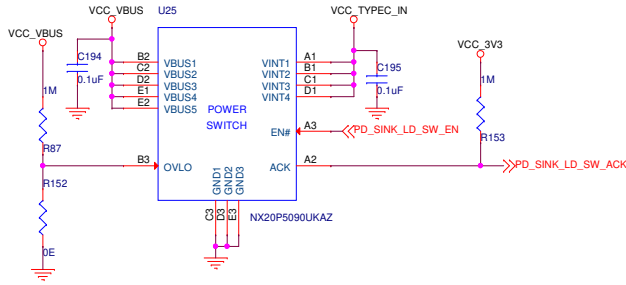 VCC_VBUS
U25
VCC_TYPEC_IN
VCC_VBUS
VCC_3V3
C194
0.1uF
B2
C2
D2
E1
E2
VBUS1
VBUS2
VBUS3
VBUS4
VBUS5
VINT1
VINT2
VINT3
VINT4
A1
B1
C1
D1
C195
0.1uF
1M
1M
POWER
SWITCH
EN#
A3
PD_SINK_LD_SW_EN
R87
R153
B3
OVLO
ACK
A2
PD_SINK_LD_SW_ACK
R152
GND1
GND2
GND3
C3
D3
E3
NX20P5090UKAZ
0E